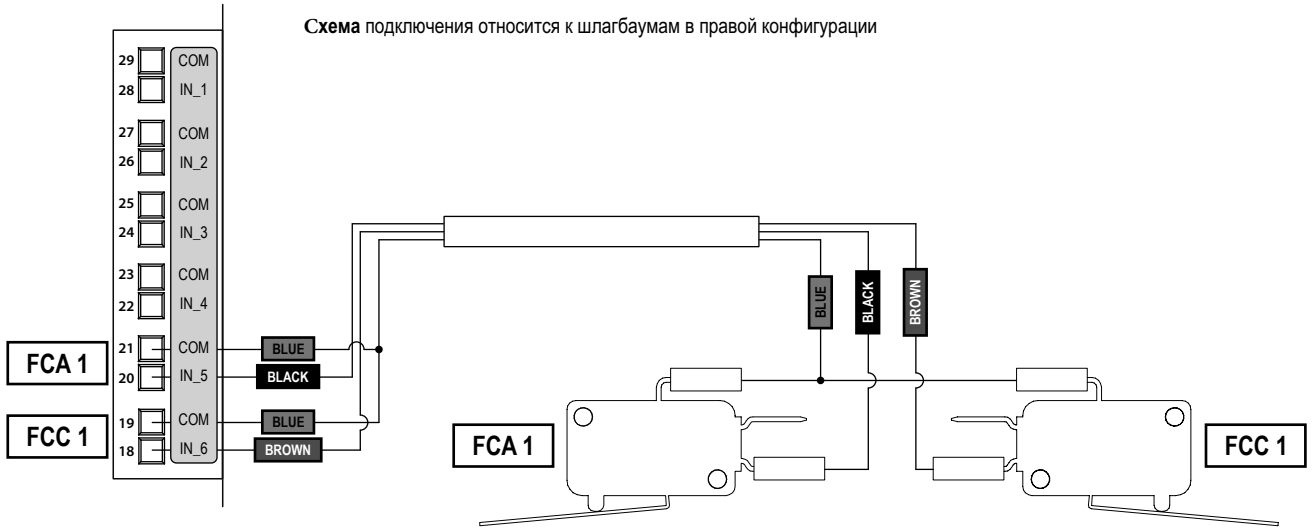 Схема подключения относится к шлагбаумам в правой конфигурации
29 COM
28 IN_1
27 COM
26 IN_2
25 COM
24 IN_3
23 COM
22 IN_4
FCA 1
21 COM BLUE
20 IN_5 BLACK
FCC 1
19 COM BLUE
18 IN_6 BROWN
BLUE
BLACK
BROWN
FCA 1
FCC 1